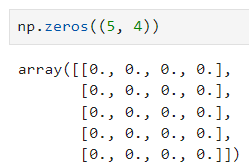 np.zeros((5, 4))
array([[0., 0., 0., 0.],
       [0., 0., 0., 0.],
       [0., 0., 0., 0.],
       [0., 0., 0., 0.],
       [0., 0., 0., 0.]])